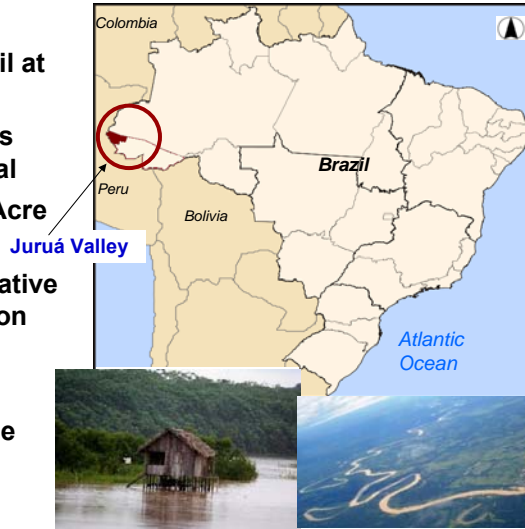 Colombia
il at
s
al
Brazil
Peru
Acre
Bolivia
Juruá Valley
ative
on
Atlantic
Ocean
e